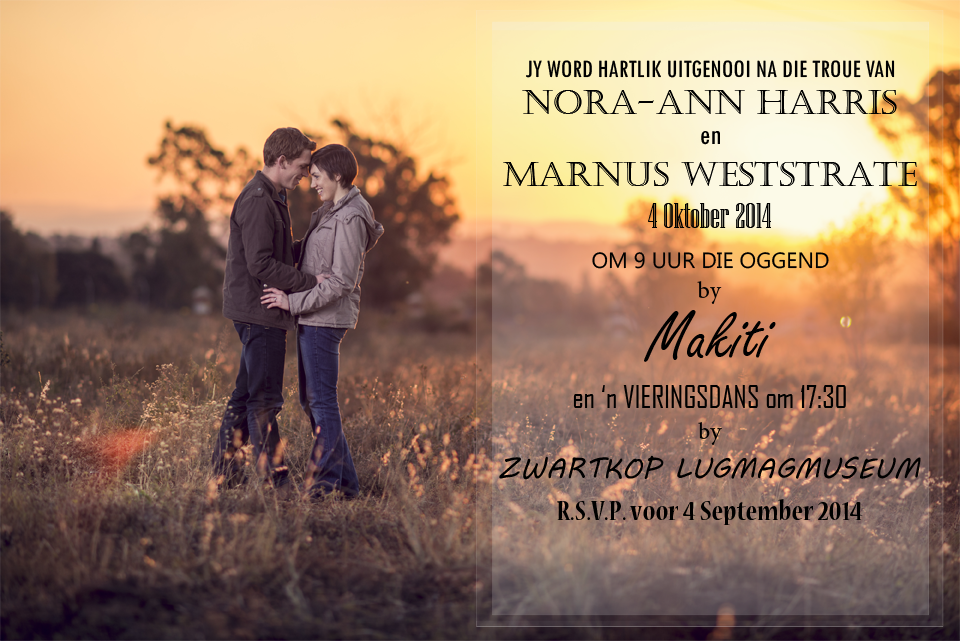 JY WORD HARTLIK UITGENOOI NA DIE TROUE VAN
NORA-ANN HARRIS
en
MARNUS WESTSTRATE
4 Oktober 2014
OM 9 UUR DIE OGGEND
by
Makiti
en ‘n VIERINGSDANS om 17:30
by
ZWARTKOP LUGMAGMUSEUM
R.S.V.P. voor 4 September 2014